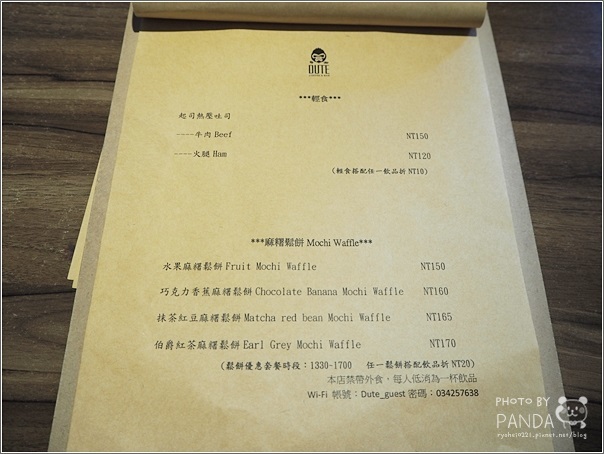 DUTE
***輕食***
起司熱壓吐司
----牛肉 Beef NT150
----火腿 Ham NT120
(輕食搭配任一飲品折 NT10)
***麻糬鬆餅 Mochi Waffle***
水果麻糬鬆餅 Fruit Mochi Waffle NT150
巧克力香蕉麻糬鬆餅 Chocolate Banana Mochi Waffle NT160
抹茶紅豆麻糬鬆餅 Matcha red bean Mochi Waffle NT165
伯爵紅茶麻糬鬆餅 Earl Grey Mochi Waffle NT170
(鬆餅優惠套餐時段：1330-1700 任一鬆餅搭配飲品折 NT20)
本店禁帶外食，每人低消為一杯飲品
Wi-Fi 帳號：Dute_guest 密碼：034257638
PHOTO BY
PANDA
ryohei0221.pixnet.net/blog